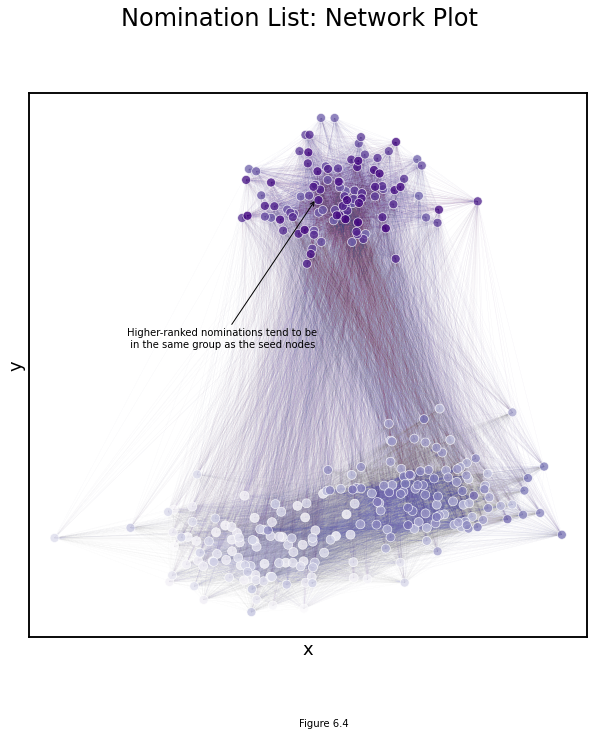 Nomination List: Network Plot
Higher-ranked nominations tend to be
in the same group as the seed nodes
y
x
Figure 6.4